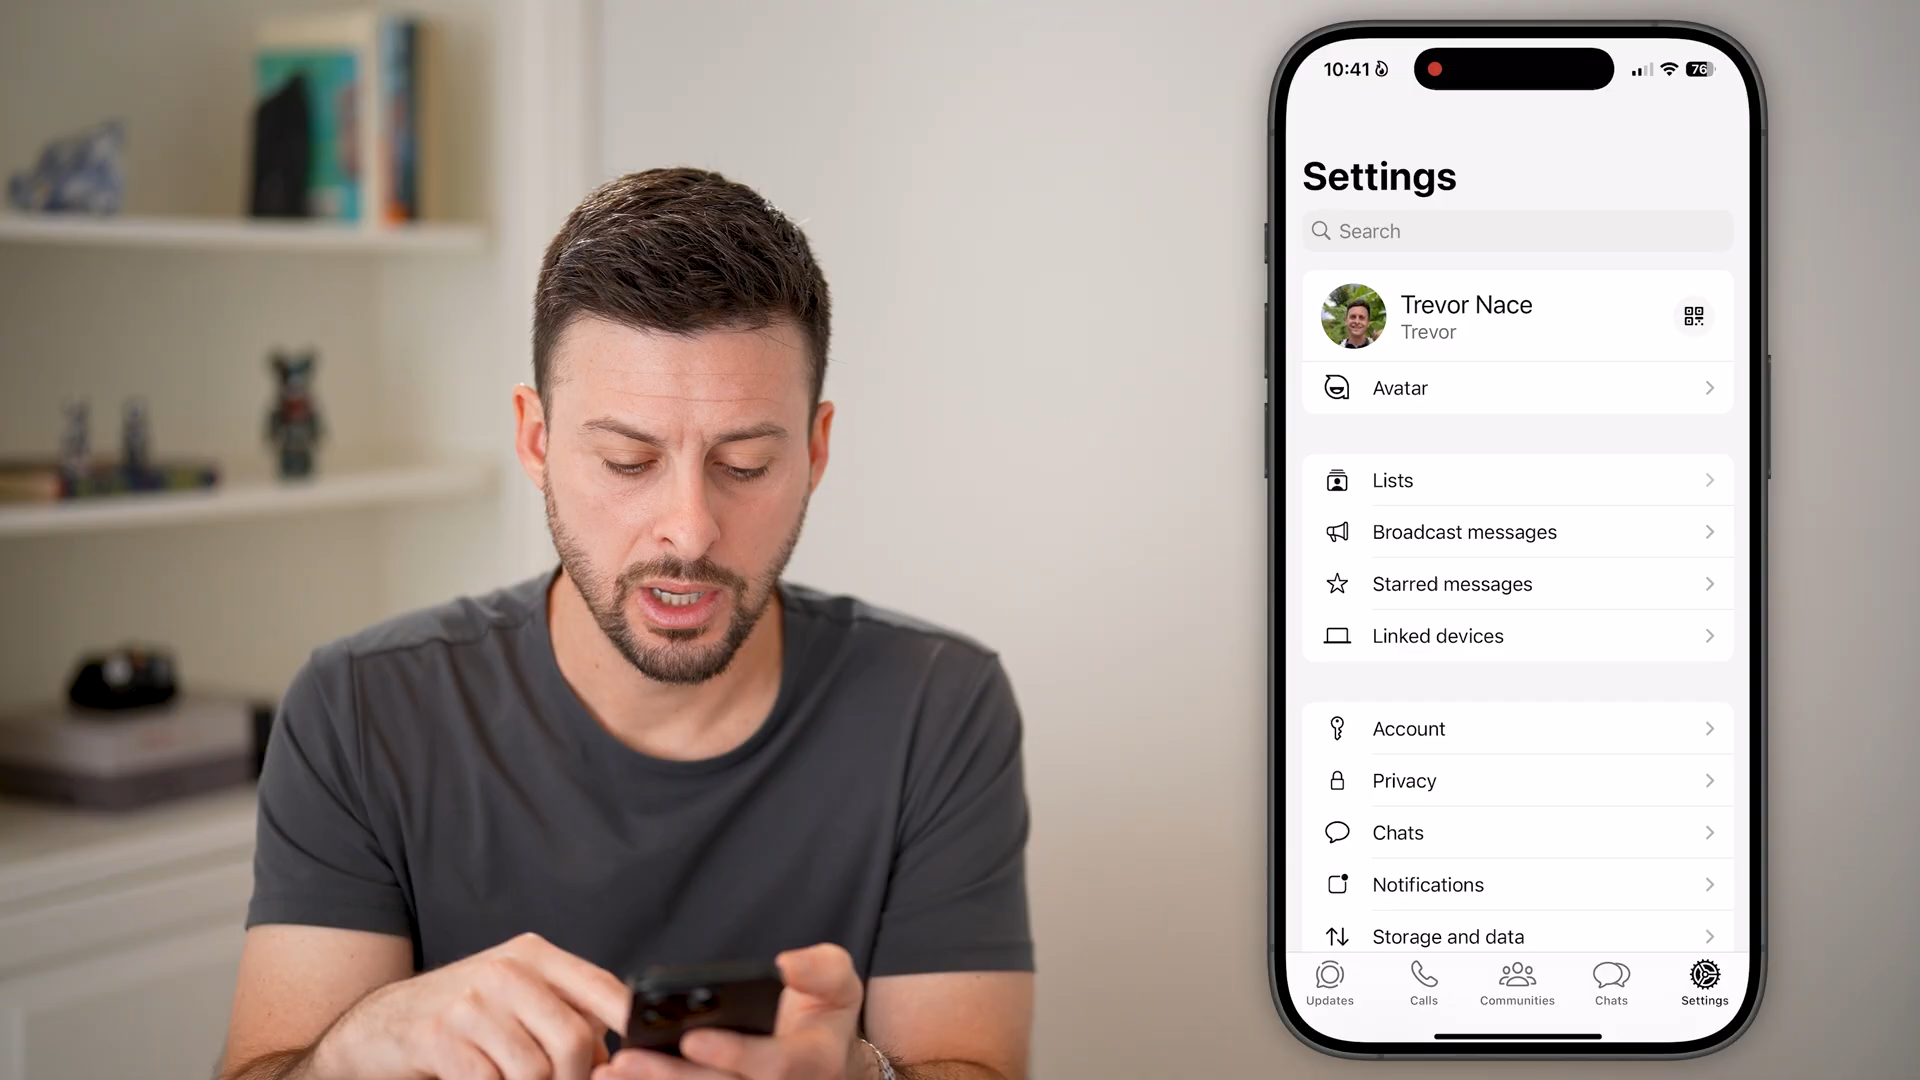 10:41
76
Settings
Search
Trevor Nace
Trevor
Avatar
Lists
Broadcast messages
Starred messages
Linked devices
Account
Privacy
Chats
Notifications
Storage and data
Updates
Calls
Communities
Chats
Settings